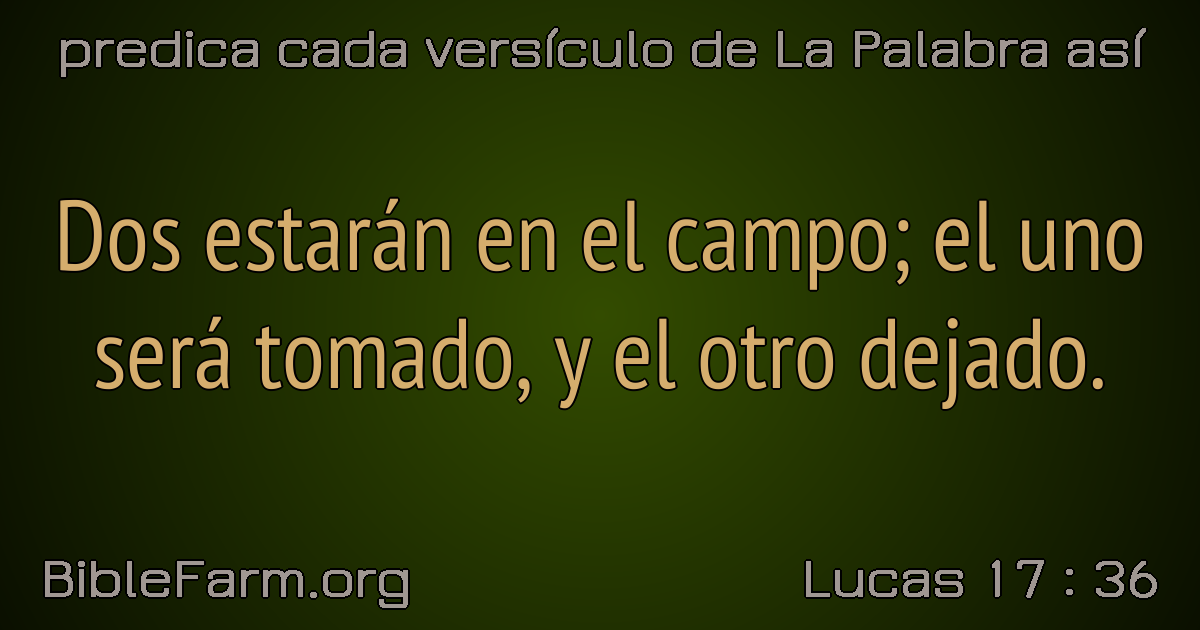 predica cada versículo de La Palabra así
Dos estarán en el campo; el uno
será tomado, y el otro dejado.
BibleFarm.org
Lucas 17 : 36